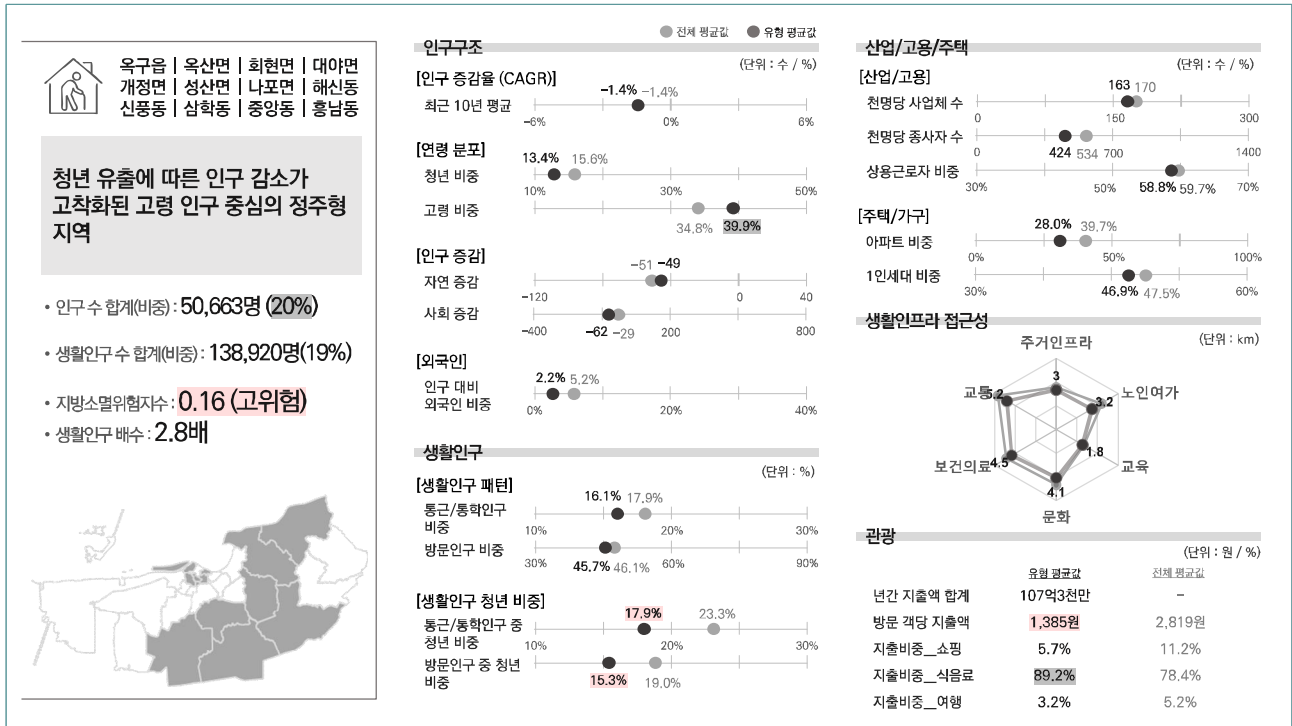 옥구읍 | 옥산면 | 회현면 | 대야면
개정면 | 성산면 | 나포면 | 해신동
신풍동 | 삼학동 | 중앙동 | 흥남동
청년 유출에 따른 인구 감소가
고착화된 고령 인구 중심의 정주형
지역
• 인구 수 합계(비중) : 50,663명 (20%)
• 생활인구 수 합계(비중) : 138,920명(19%)
• 지방소멸위험지수 : 0.16 (고위험)
• 생활인구 배수 : 2.8배
전체 평균값 유형 평균값
인구구조
(단위 : 수 / %)
[인구 증감율 (CAGR)]
-1.4% -1.4%
최근 10년 평균
-6% 0% 6%
[연령 분포]
13.4% 15.6%
청년 비중
10% 30% 50%
고령 비중
34.8% 39.9%
[인구 증감]
-51 -49
자연 증감
-120 0 40
사회 증감
-400 -62 -29 200 800
[외국인]
2.2% 5.2%
인구 대비
외국인 비중
0% 20% 40%
생활인구
(단위 : %)
[생활인구 패턴]
16.1% 17.9%
통근/통학인구
비중
10% 20% 30%
방문인구 비중
30% 45.7% 46.1% 60% 90%
[생활인구 청년 비중]
17.9% 23.3%
통근/통학인구 중
청년 비중
10% 20% 30%
방문인구 중 청년
비중
15.3% 19.0%
산업/고용/주택
(단위 : 수 / %)
[산업/고용]
163 170
천명당 사업체 수
0 160 300
천명당 종사자 수
0 424 534 700 1400
상용근로자 비중
30% 50% 58.8% 59.7% 70%
[주택/가구]
28.0% 39.7%
아파트 비중
0% 50% 100%
1인세대 비중
30% 46.9% 47.5% 60%
생활인프라 접근성
(단위 : km)
주거인프라
3
교통 5.2 3.2 노인여가
보건의료 4.5 1.8 교육
4.1
문화
관광
(단위 : 원 / %)
유형 평균값 전체 평균값
년간 지출액 합계 107억3천만 -
방문 객당 지출액 1,385원 2,819원
지출비중__쇼핑 5.7% 11.2%
지출비중__식음료 89.2% 78.4%
지출비중__여행 3.2% 5.2%